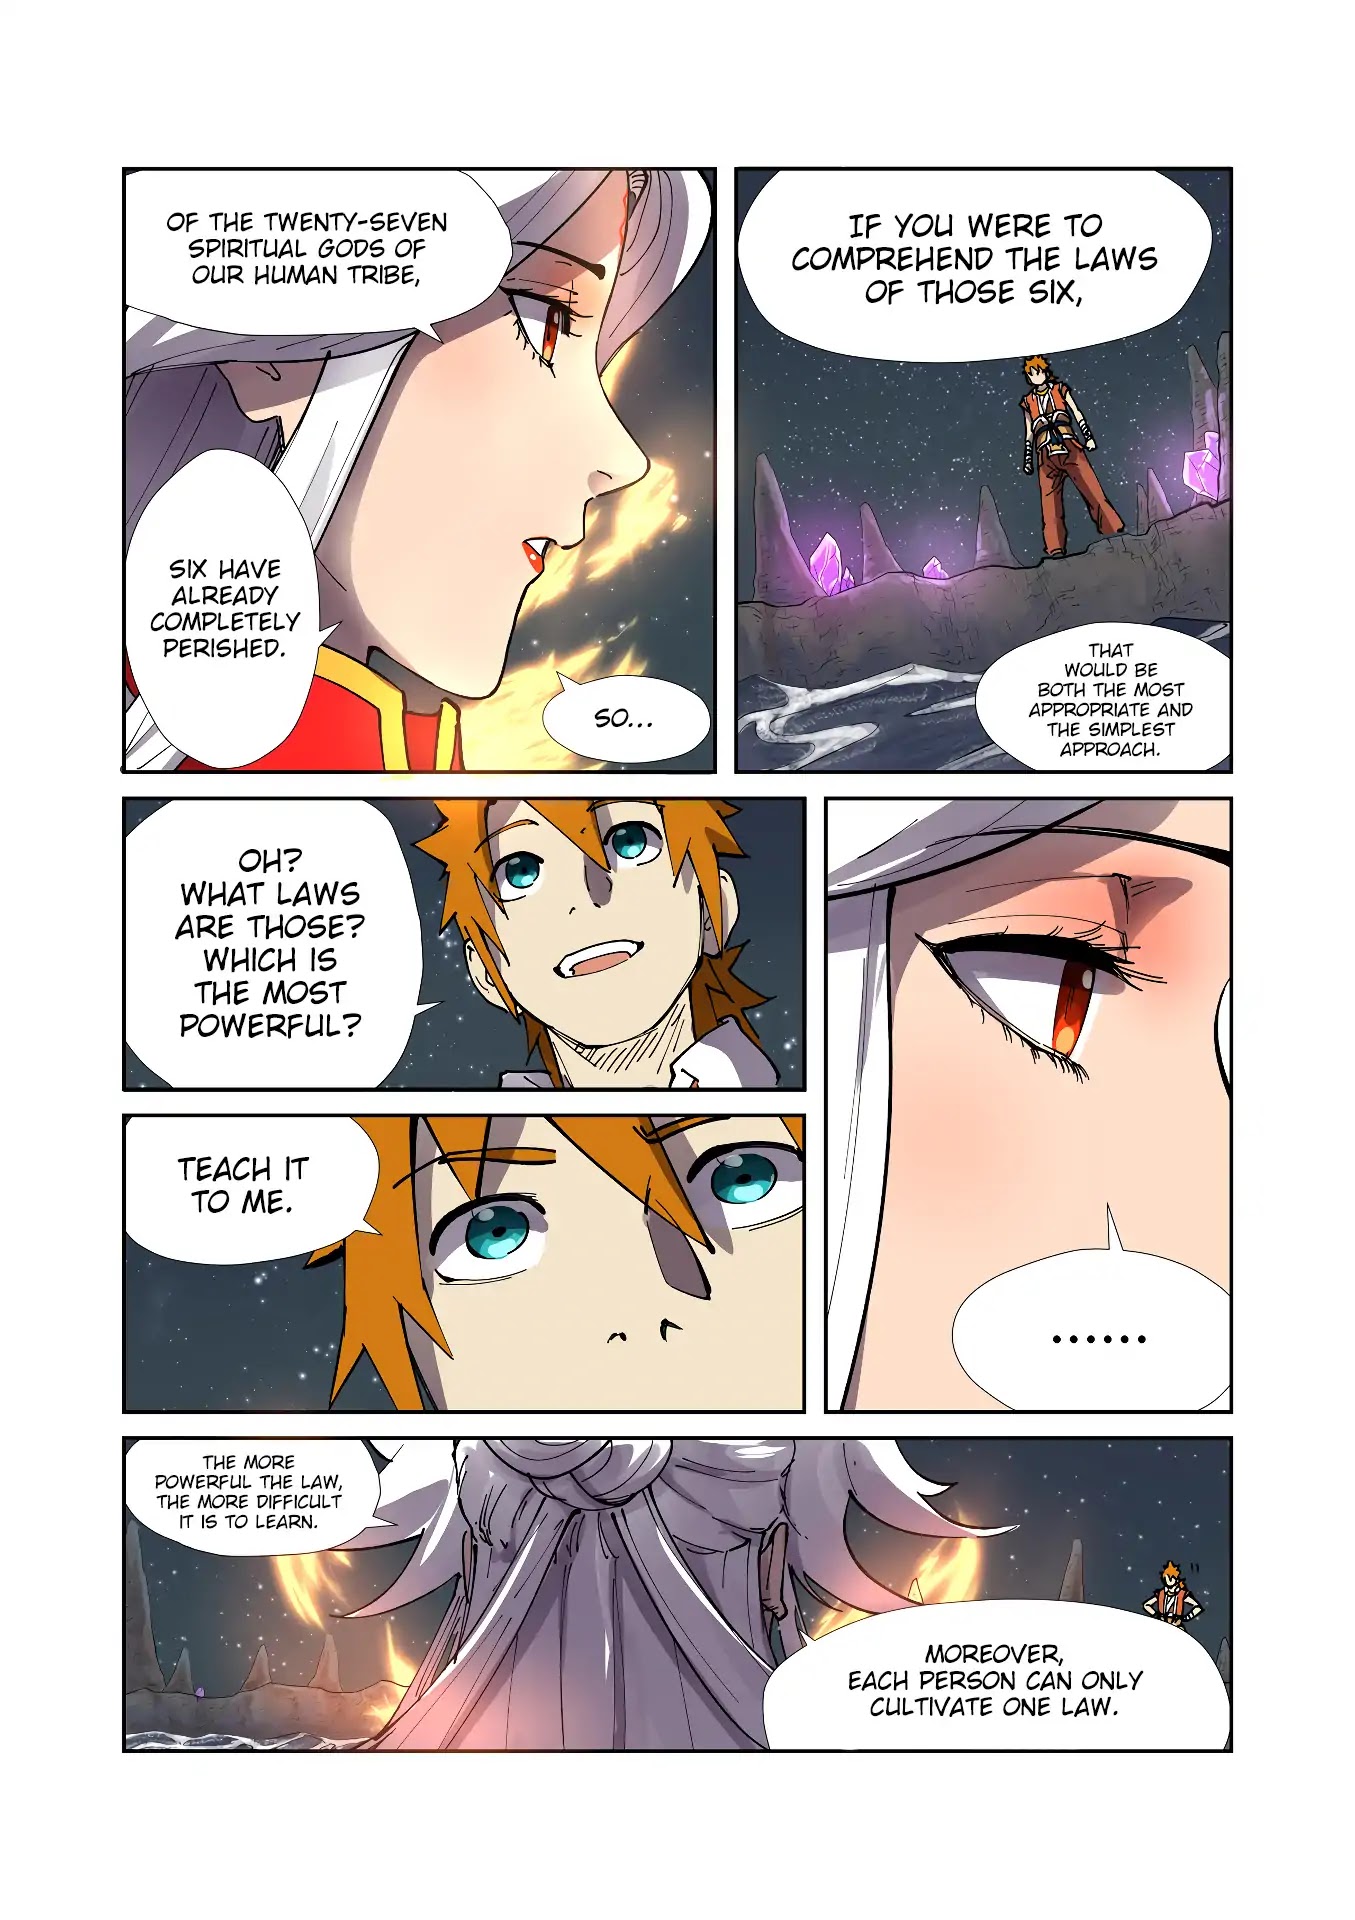 OF THE TWENTY-SEVEN
SPIRITUAL GODS OF
OUR HUMAN TRIBE,
SIX HAVE
ALREADY
COMPLETELY
PERISHED.
SO...
IF YOU WERE TO
COMPREHEND THE LAWS
OF THOSE SIX,
THAT
WOULD BE
BOTH THE MOST
APPROPRIATE AND
THE SIMPLEST
APPROACH.
OH?
WHAT LAWS
ARE THOSE?
WHICH IS
THE MOST
POWERFUL?
TEACH IT
TO ME.
......
THE MORE
POWERFUL THE LAW,
THE MORE DIFFICULT
IT IS TO LEARN.
MOREOVER,
EACH PERSON CAN ONLY
CULTIVATE ONE LAW.